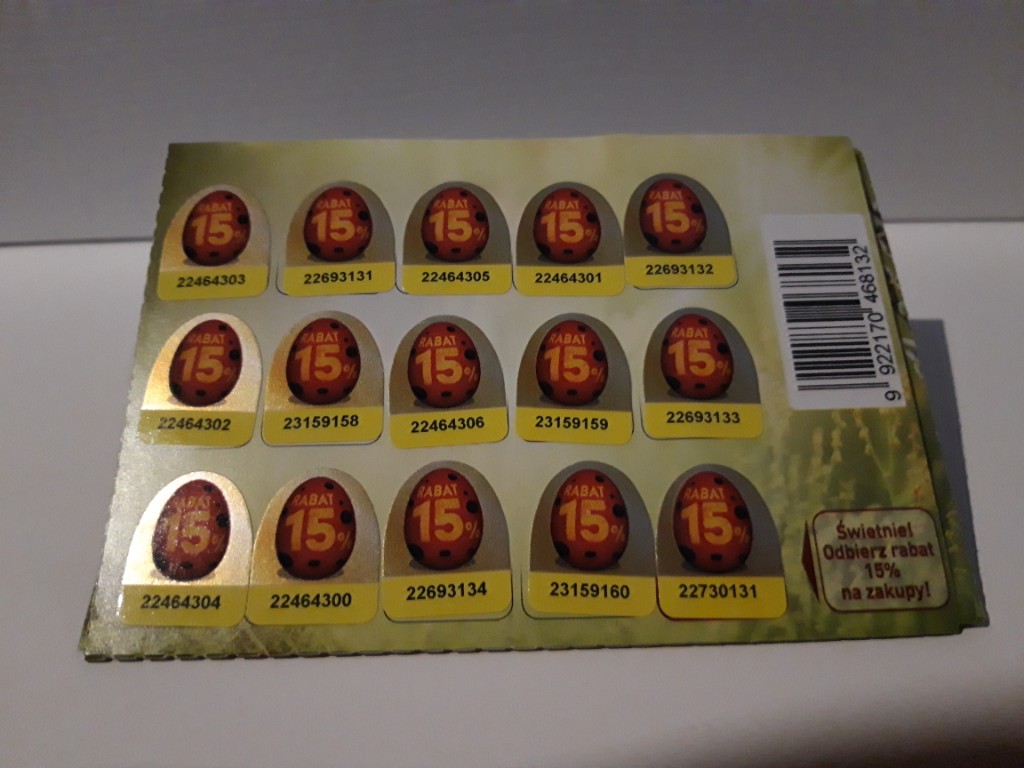 RABAT
15%
22464303
RABAT
15%
22693131
RABAT
15%
22464305
RABAT
15%
22464301
RABAT
15%
22693132
RABAT
15%
22464302
RABAT
15%
23159158
RABAT
15%
22464306
RABAT
15%
23159159
RABAT
15%
22693133
RABAT
15%
22464304
RABAT
15%
22464300
RABAT
15%
22693134
RABAT
15%
23159160
RABAT
15%
22730131
9 922170 468132
Świetnie!
Odbierz rabat
15%
na zakupy!